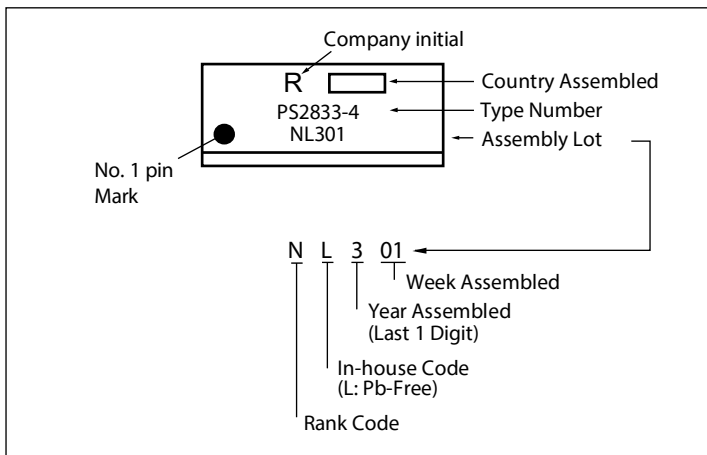 Company initial
R
Country Assembled
PS2833-4
Type Number
NL301
Assembly Lot
No. 1 pin
Mark
N L 3 01
Week Assembled
Year Assembled
(Last 1 Digit)
In-house Code
(L: Pb-Free)
Rank Code